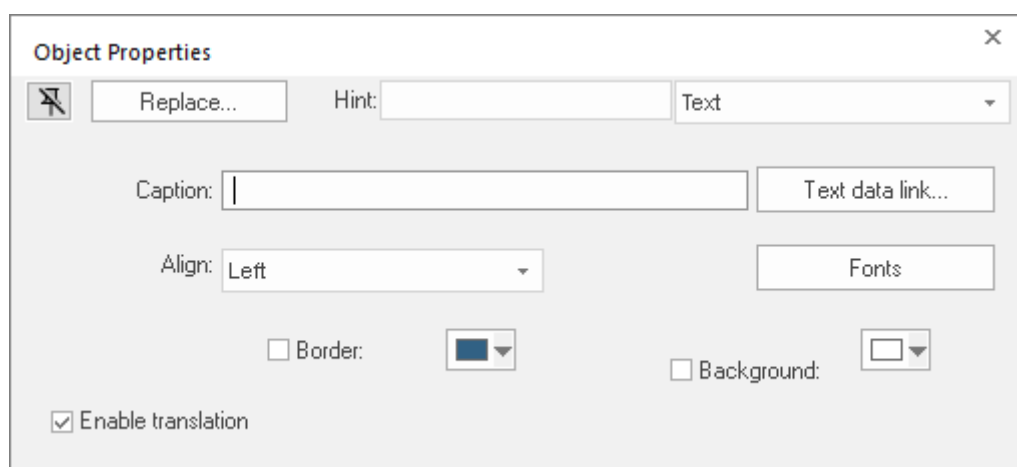 Object Properties
Replace... Hint: Text
Caption: Text data link...
Align: Left Fonts
Border:
Background:
Enable translation